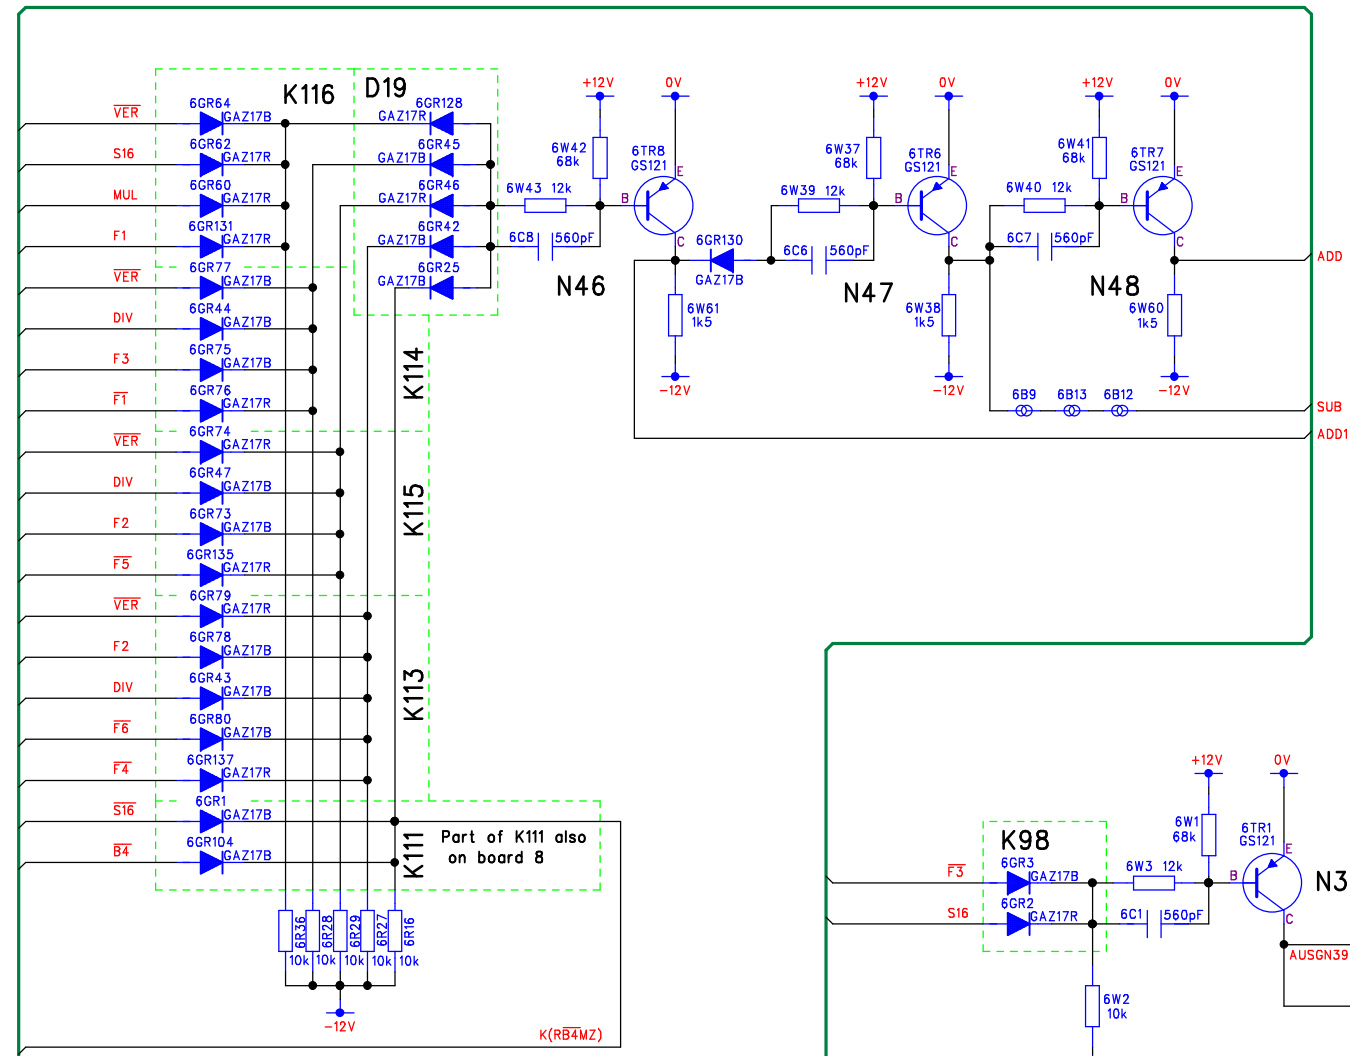 K116
D19
VER
6GR64
GAZ17B
S16
6GR62
GAZ17R
MUL
6GR60
GAZ17R
F1
6GR131
GAZ17R
VER
6GR77
GAZ17B
DIV
6GR44
GAZ17B
F3
6GR75
GAZ17B
F1
6GR76
GAZ17R
VER
6GR74
GAZ17R
DIV
6GR47
GAZ17B
F2
6GR73
GAZ17B
F5
6GR135
GAZ17R
VER
6GR79
GAZ17R
F2
6GR78
GAZ17B
DIV
6GR43
GAZ17B
F6
6GR80
GAZ17B
F4
6GR137
GAZ17R
S16
6GR1
GAZ17B
B4
6GR104
GAZ17B
6GR128
GAZ17R
6GR45
GAZ17B
6GR46
GAZ17R
6GR42
GAZ17B
6GR25
GAZ17B
K114
K115
K113
K111
Part of K111 also
on board 8
6R36
10k
6R28
10k
6R29
10k
6R27
10k
6R16
10k
-12V
K(RB4MZ)
+12V
0V
6W42
68k
6TR8
GS121
E
B
C
6W43 12k
6C8
560pF
N46
6W61
1k5
-12V
6GR130
GAZ17B
+12V
0V
6W37
68k
6TR6
GS121
E
B
C
6W39 12k
6C6
560pF
N47
6W38
1k5
-12V
+12V
0V
6W41
68k
6TR7
GS121
E
B
C
6W40 12k
6C7
560pF
N48
6W60
1k5
-12V
ADD
6B9
6B13
6B12
SUB
ADD1
K98
F3
6GR3
GAZ17B
S16
6GR2
GAZ17R
+12V
0V
6W1
68k
6TR1
GS121
E
B
C
6W3 12k
6C1
560pF
N3
6W2
10k
AUSGN39